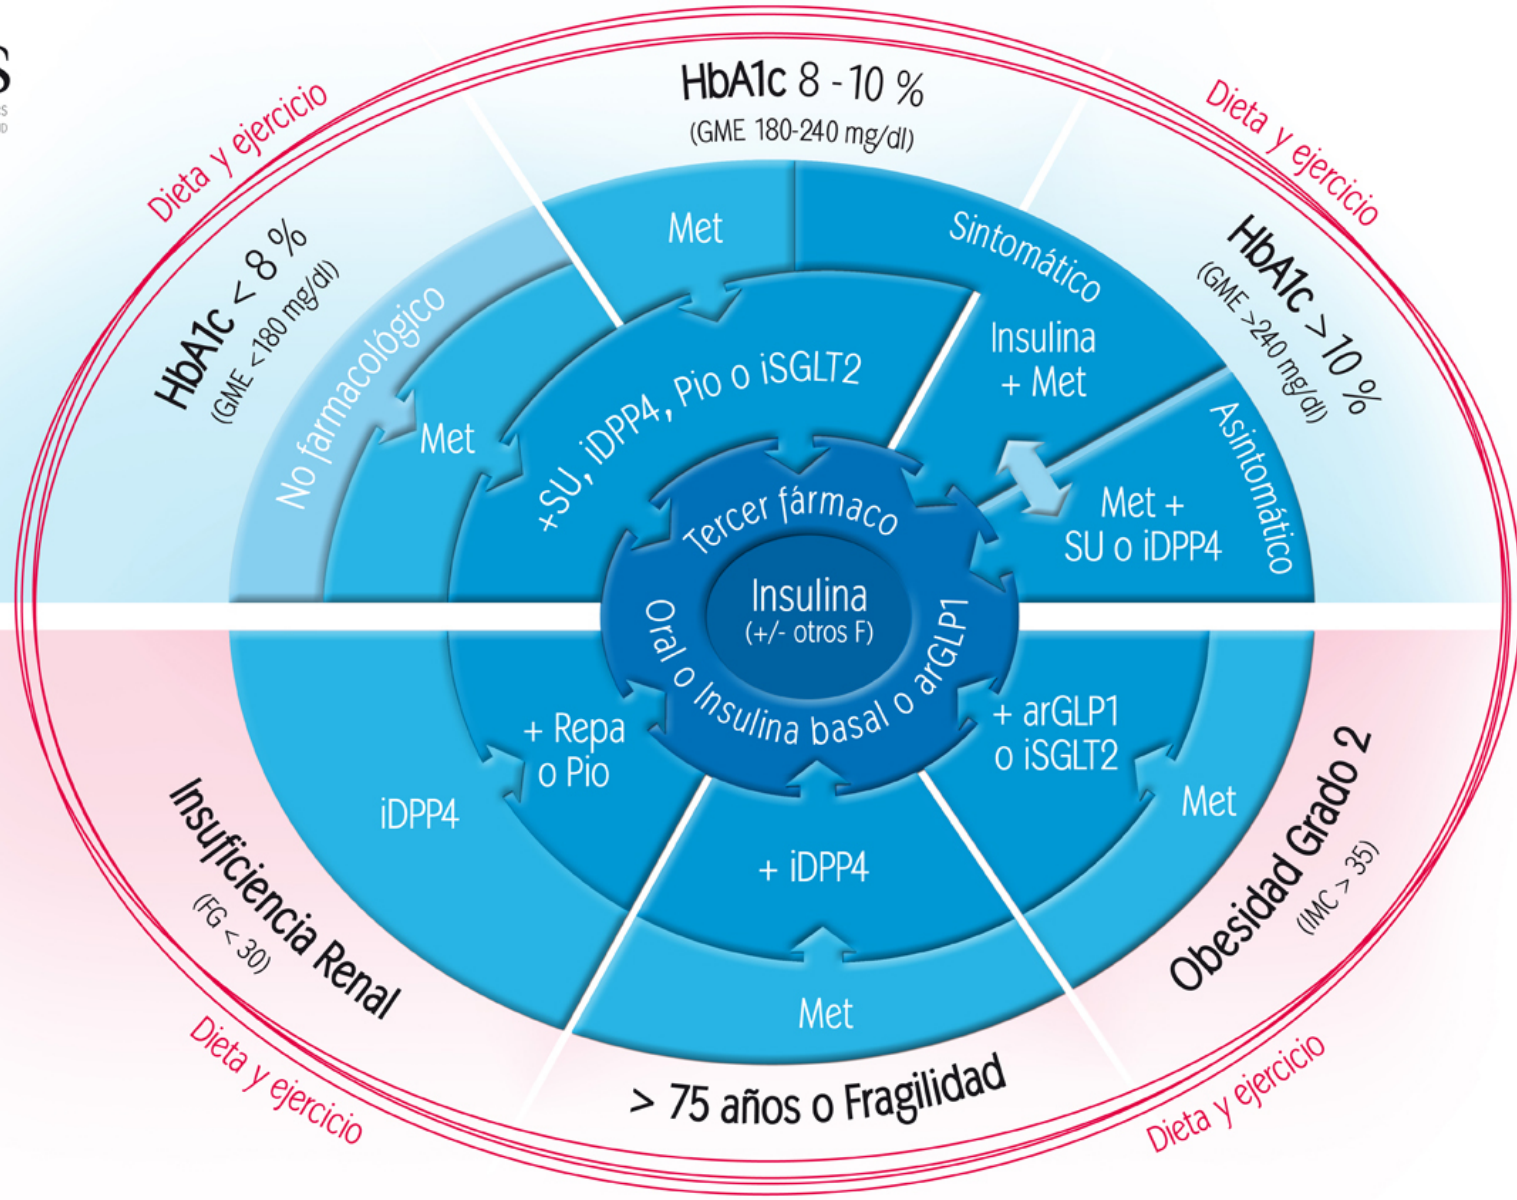 Dieta y ejercicio
HbA1c 8 - 10 %
(GME 180-240 mg/dl)
Dieta y ejercicio
HbA1c < 8 %
(GME <180 mg/dl)
HbA1c > 10 %
(GME >240 mg/dl)
No farmacológico
Met
Met
+SU, iDPP4, Pio o iSGLT2
Sintomático
Insulina
+ Met
Asintomático
Met +
SU o iDPP4
Tercer fármaco
Insulina
(+/- otros F)
Oral o Insulina basal o arGLP1
iDPP4
+ Repa
o Pio
+ iDPP4
Met
+ arGLP1
o iSGLT2
Met
Insuficiencia Renal
(FG < 30)
> 75 años o Fragilidad
Obesidad Grado 2
(IMC > 35)
Dieta y ejercicio
Dieta y ejercicio